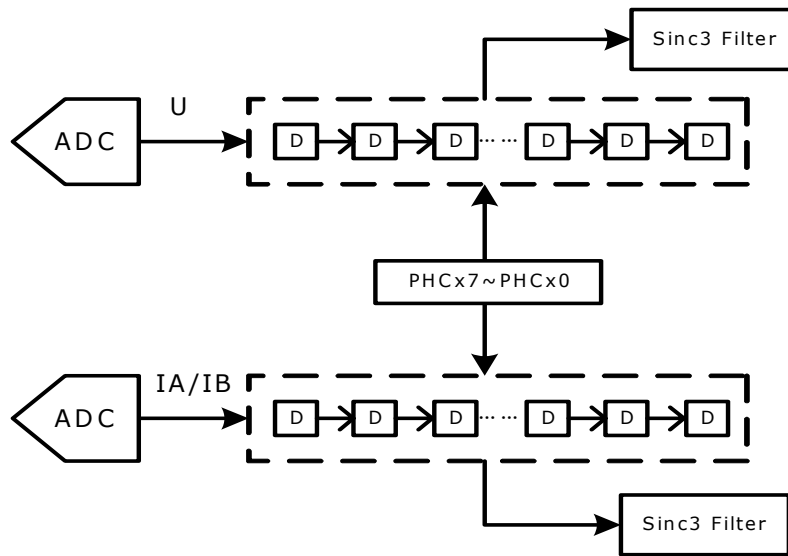 Sinc3 Filter
U
ADC
D D D ... ... D D D
PHCx7~PHCx0
IA/IB
ADC
D D D ... ... D D D
Sinc3 Filter